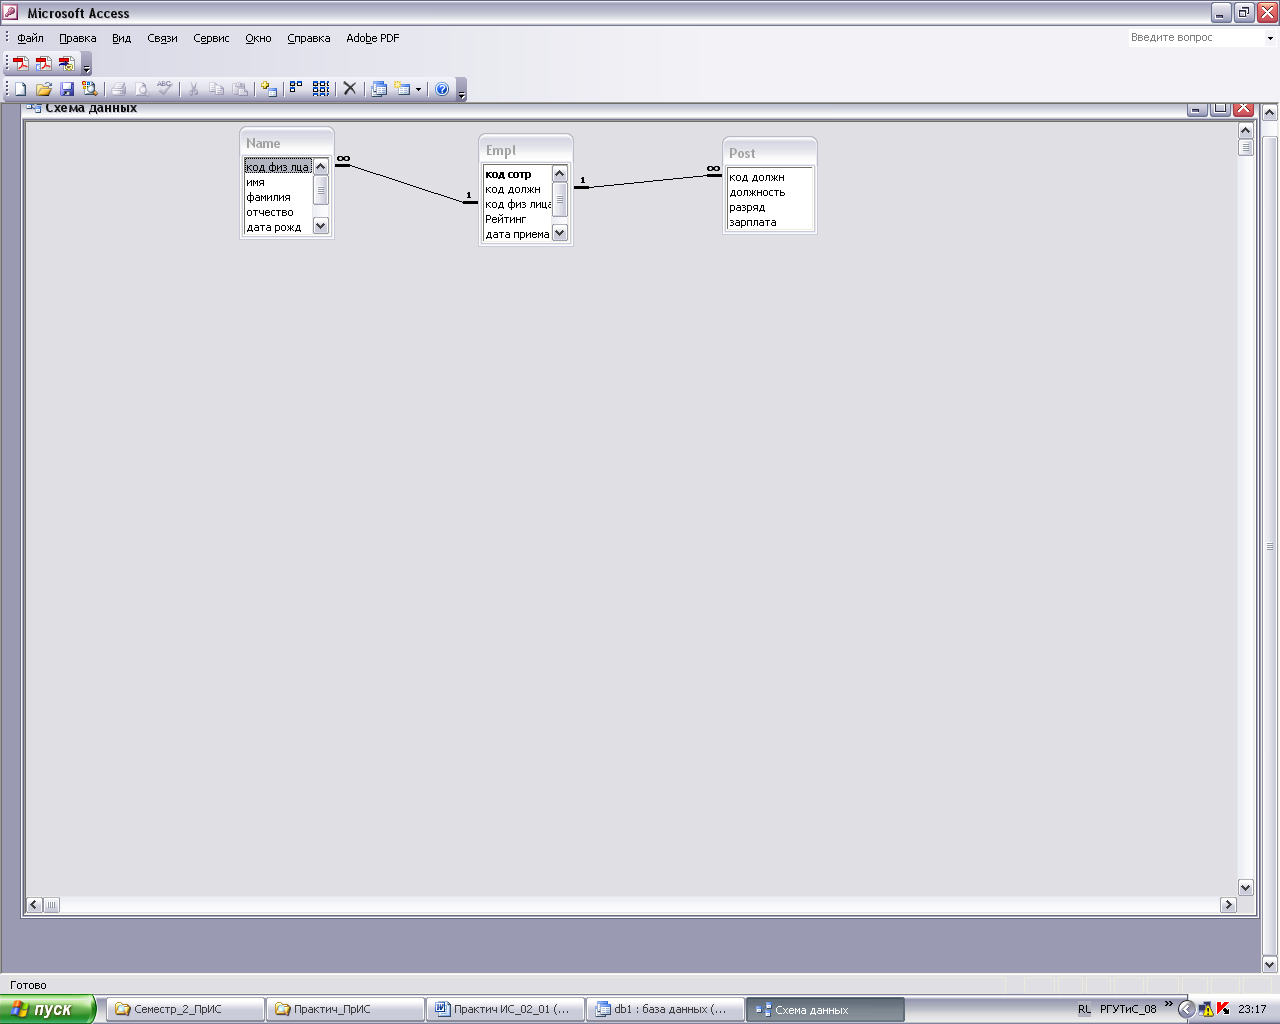 Microsoft Access
Файл Правка Вид Связи Сервис Окно Справка Adobe PDF
Введите вопрос
Схема данных
Name
код физ лца
имя
фамилия
отчество
дата рожд
∞
1
Empl
код сотр
код должн
код физ лица
Рейтинг
дата приема
1
∞
Post
код должн
должность
разряд
зарплата
Готово
пуск
Семестр_2_ПрИС
Практич_ПрИС
Практич ИС_02_01 (...
db1 : база данных (...
Схема данных
RL
РГУТиС_08
»
23:17